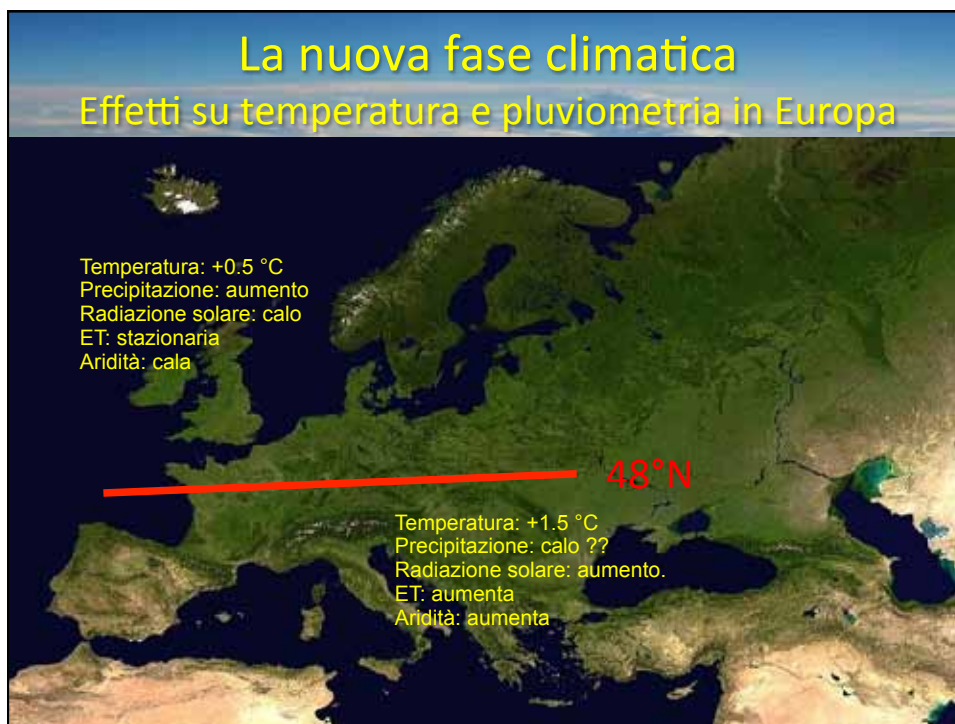 La nuova fase climatica
Effetti su temperatura e pluviometria in Europa
Temperatura: +0.5 °C
Precipitazione: aumento
Radiazione solare: calo
ET: stazionaria
Aridità: cala
48°N
Temperatura: +1.5 °C
Precipitazione: calo ??
Radiazione solare: aumento.
ET: aumenta
Aridità: aumenta